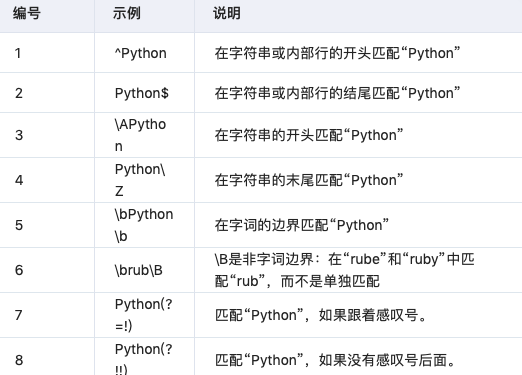 编号 示例 说明
1 ^Python 在字符串或内部行的开头匹配“Python”
2 Python$ 在字符串或内部行的结尾匹配“Python”
3 \APytho
n 在字符串的开头匹配“Python”
4 Python\
Z 在字符串的末尾匹配“Python”
5 \bPython
\b 在字词的边界匹配“Python”
6 \brub\B \B是非字词边界：在“rube”和“ruby”中匹
配“rub”，而不是单独匹配
7 Python(?
=!) 匹配“Python”，如果跟着感叹号。
8 Python(?
!!) 匹配“Python”，如果没有感叹号后面。